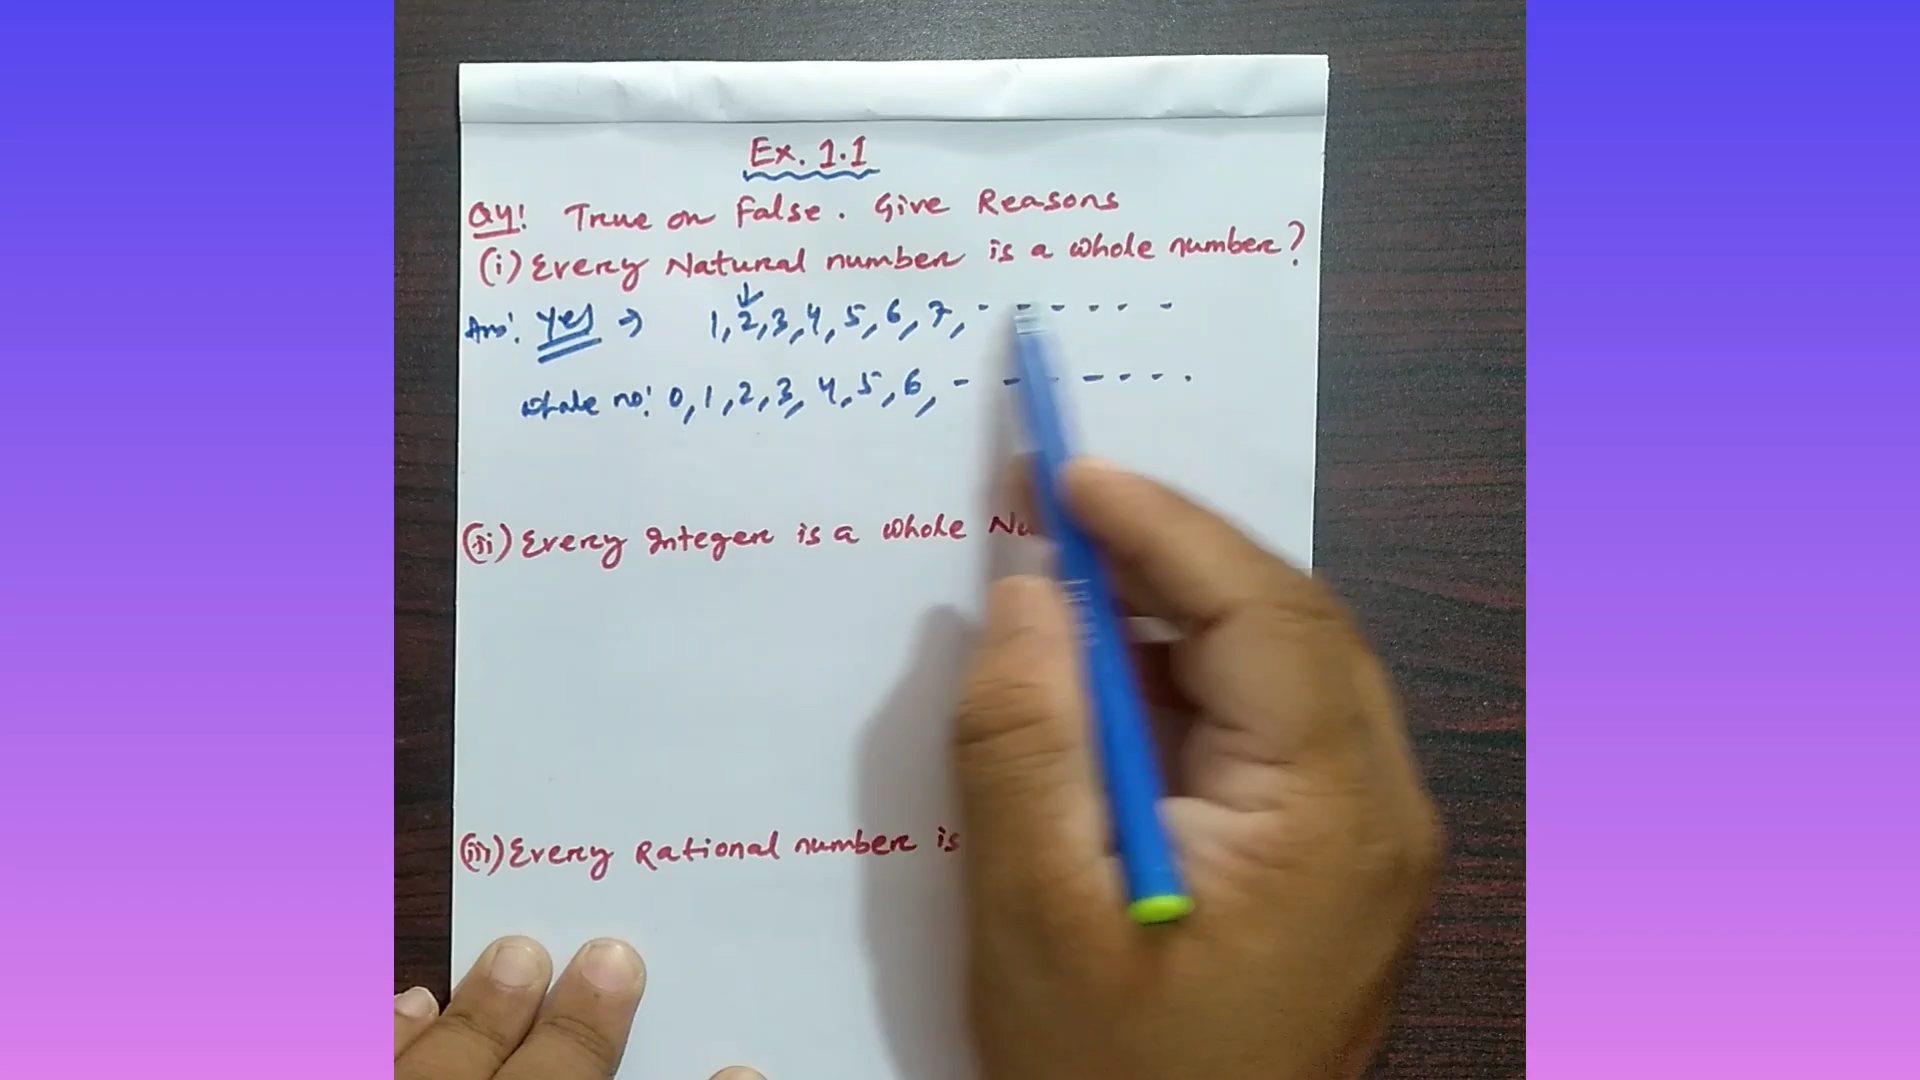 Ex. 1.1
Q4! True or False. Give Reasons
(i) Every Natural number is a whole number?
Ans: Yes → 1, 2, 3, 4, 5, 6, 7, - - - - - - -
whole no: 0, 1, 2, 3, 4, 5, 6, - - - - - - -
(ii) Every Integer is a whole
(iii) Every Rational number is